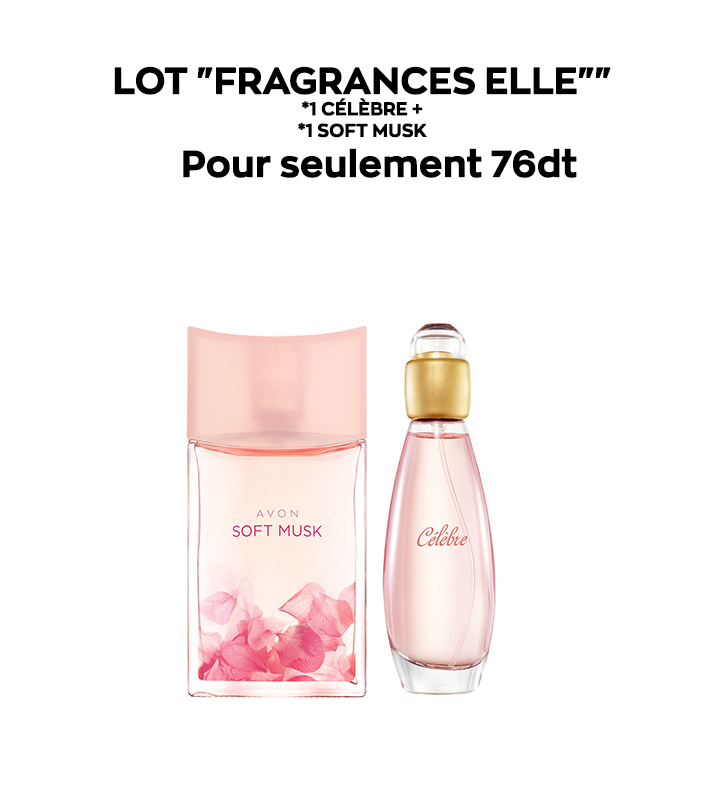 LOT "FRAGRANCES ELLE""
*1 CÉLÈBRE +
*1 SOFT MUSK
Pour seulement 76dt
AVON
SOFT MUSK
Célèbre